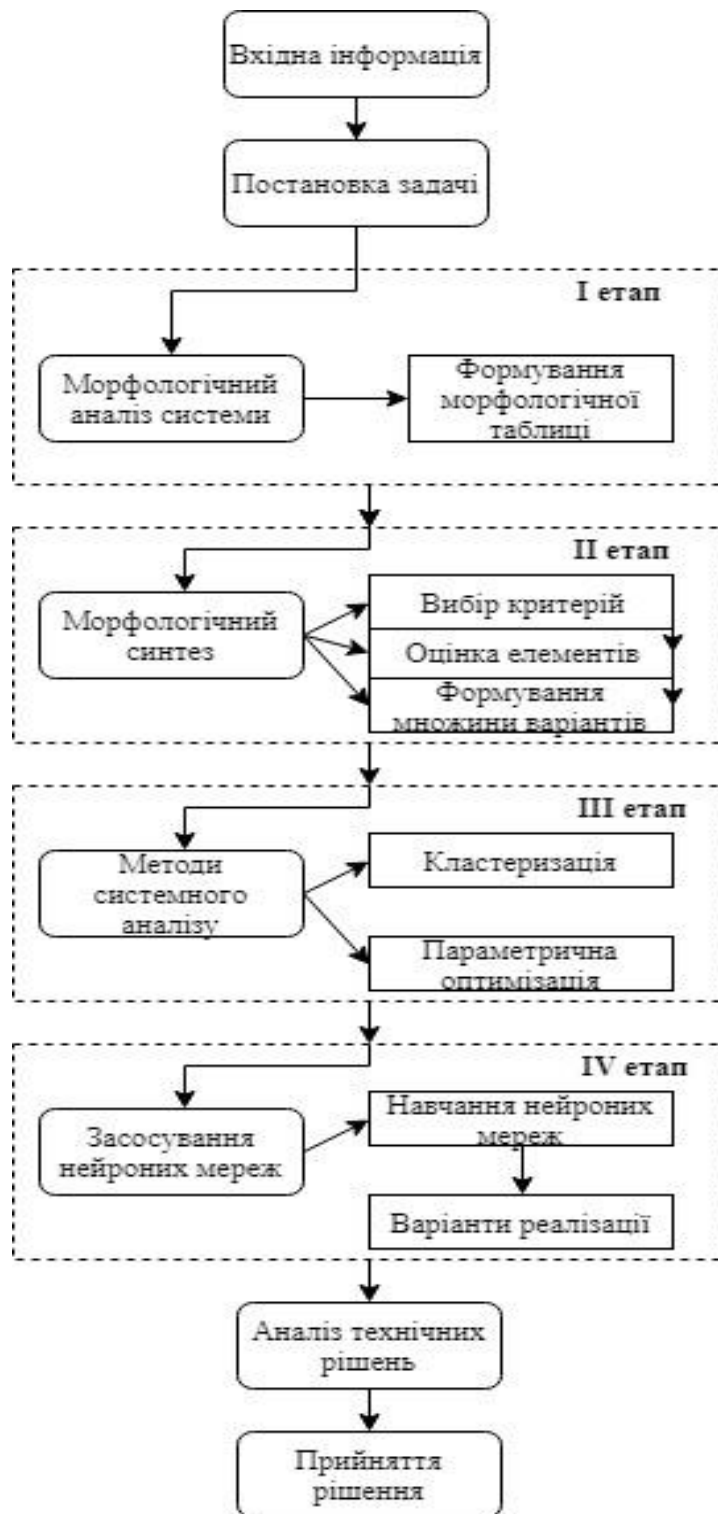 Вхідна інформація
Постановка задачі
I етап
Морфологічний
аналіз системи
Формування
морфологічної
таблиці
II етап
Морфологічний
синтез
Вибір критерій
Оцінка елементів
Формування
множини варіантів
III етап
Методи
системного
аналізу
Кластеризація
Параметрична
оптимізація
IV етап
Засосування
нейроних мереж
Навчання нейроних
мереж
Варіанти реалізації
Аналіз технічних
рішень
Прийняття
рішення